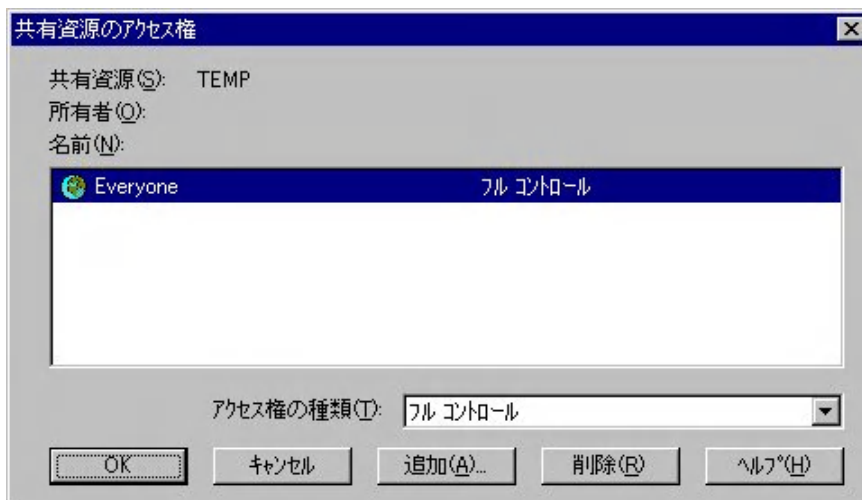 共有資源のｱｸｾｽ権
共有資源(S): TEMP
所有者(O):
名前(N):
Everyone ﾌﾙ ｺﾝﾄﾛｰﾙ
ｱｸｾｽ権の種類(T): ﾌﾙ ｺﾝﾄﾛｰﾙ
OK ｷｬﾝｾﾙ 追加(A)... 削除(R) ﾍﾙﾌﾟ(H)